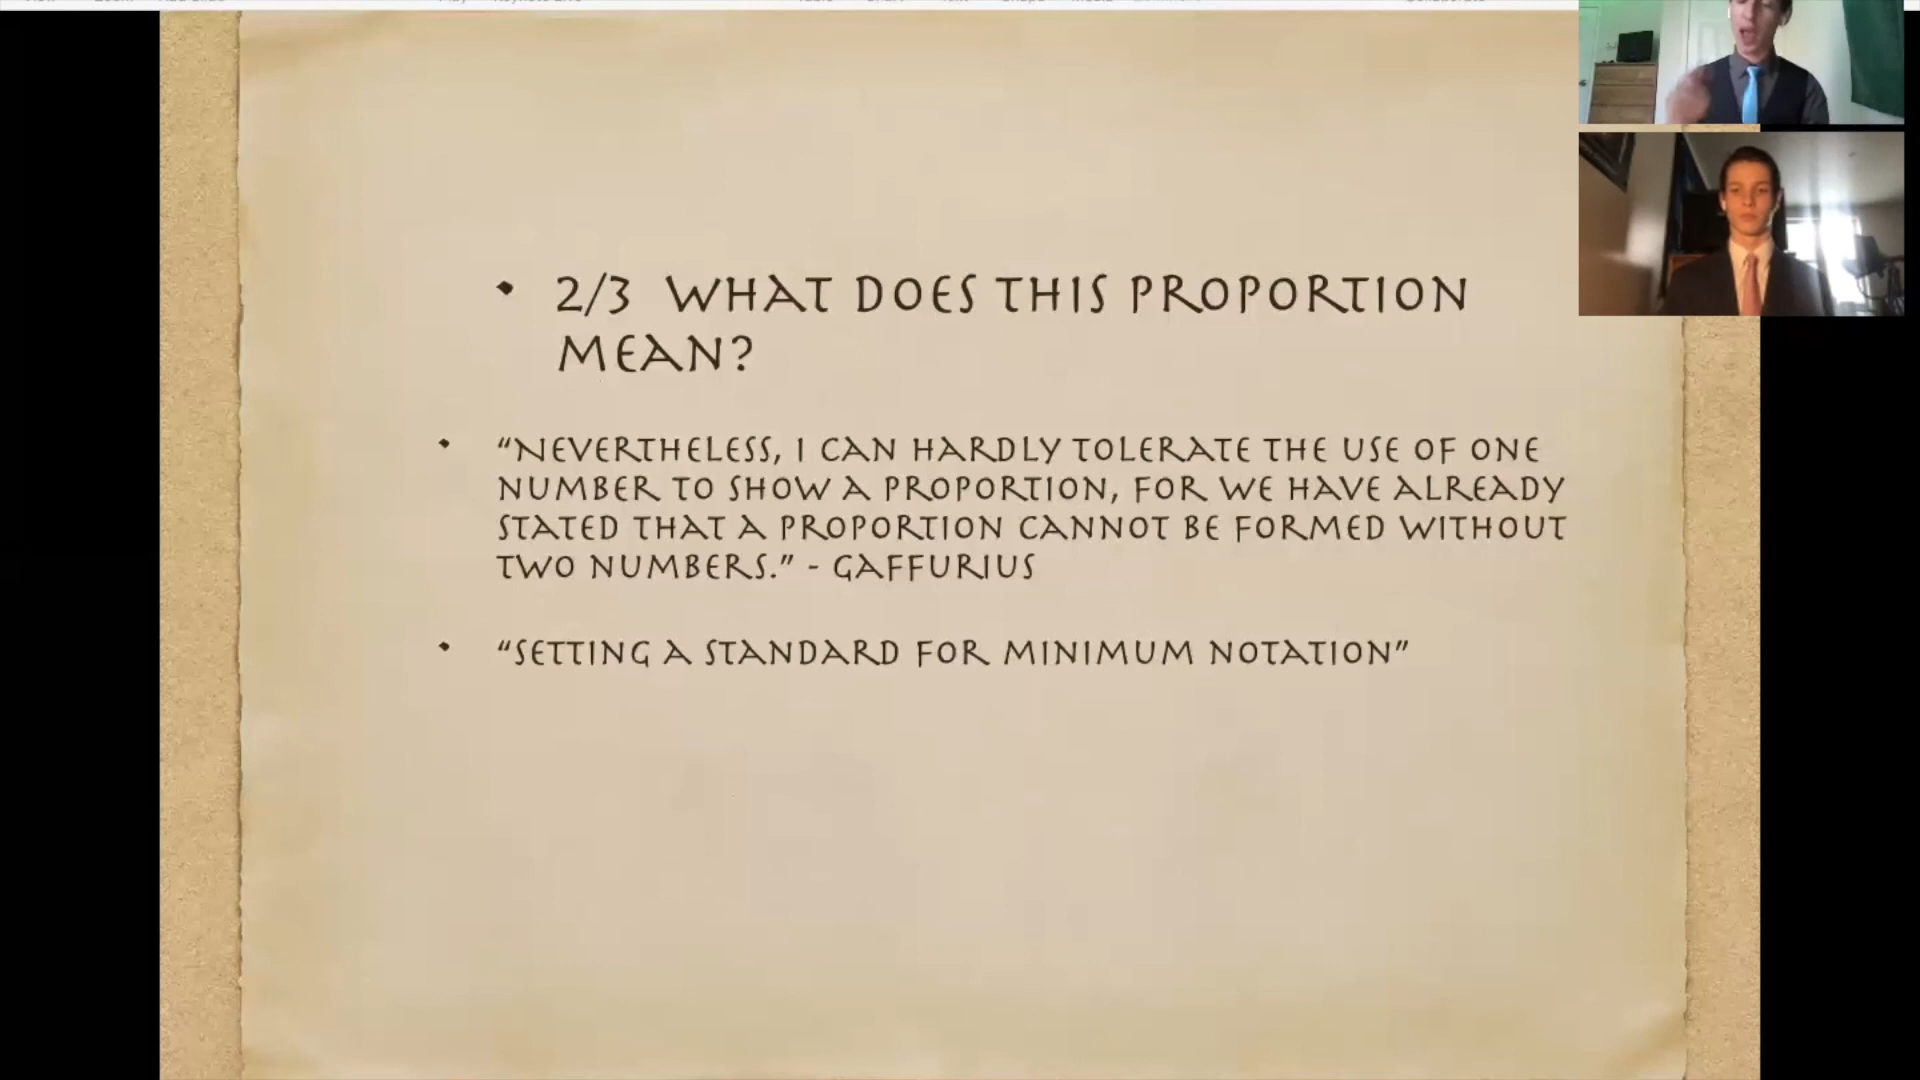 • 2/3 WHAT DOES THIS PROPORTION
MEAN?
• “NEVERTHELESS, I CAN HARDLY TOLERATE THE USE OF ONE
NUMBER TO SHOW A PROPORTION, FOR WE HAVE ALREADY
STATED THAT A PROPORTION CANNOT BE FORMED WITHOUT
TWO NUMBERS.” - GAFFURIUS
• “SETTING A STANDARD FOR MINIMUM NOTATION”